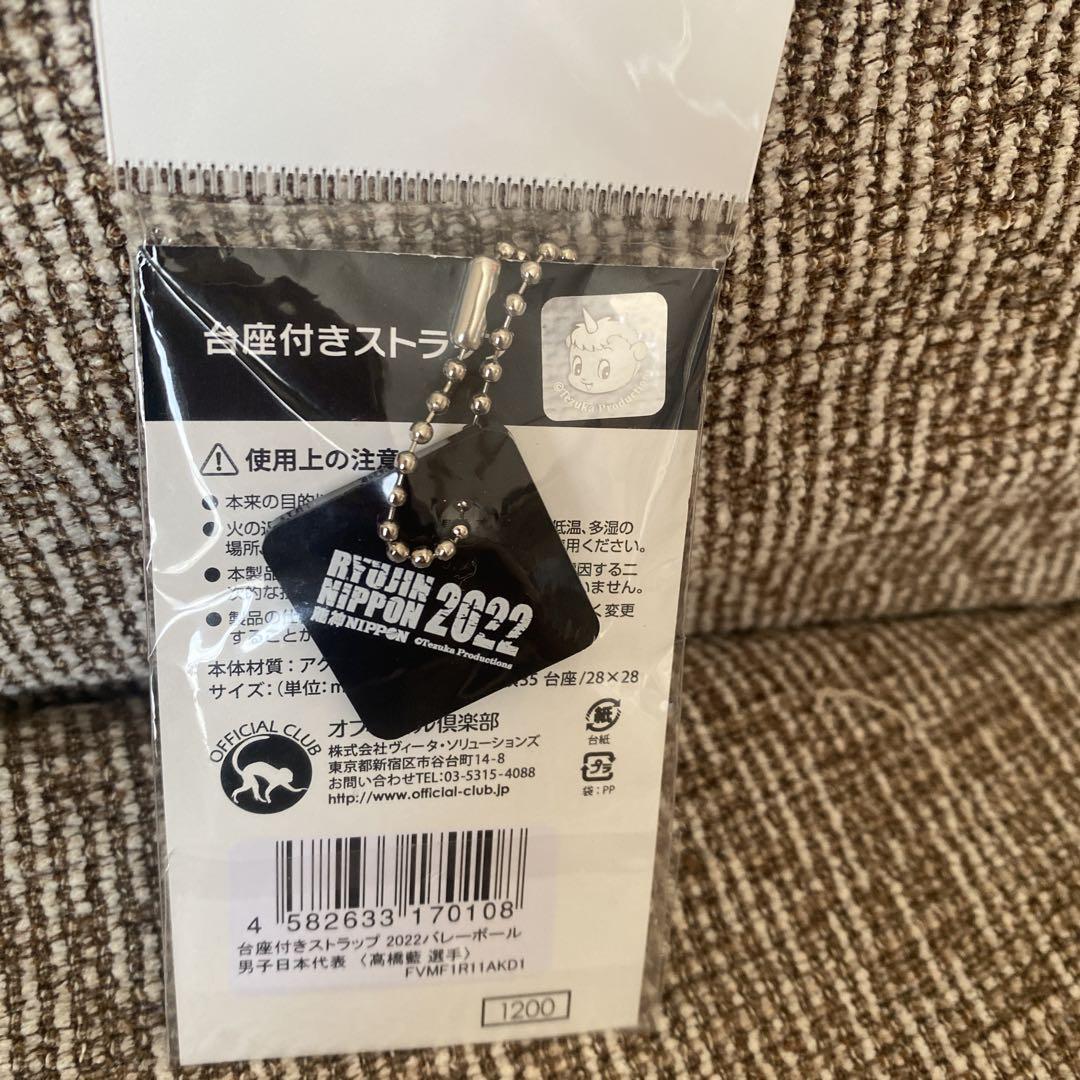 台座付きストラ
©Tezuka Productions
使用上の注意
● 本来の目的
● 火の 低温、多湿の
場所、 用ください。
● 本製品 因する二
次的な いません。
● 製品の く変更
することが
本体材質：アク
サイズ：(単位：m 35 台座/28×28
RYUJIN
NIPPON 2022
龍神NIPPON ©Tezuka Productions
OFFICIAL CLUB
オフ ル倶楽部
株式会社ヴィータ・ソリューションズ
東京都新宿区市谷台町14-8
お問い合わせTEL:03-5315-4088
http://www.official-club.jp
紙
台紙
プラ
袋：PP
4 582633 170108
台座付きストラップ 2022バレーボール
男子日本代表 〈髙橋藍 選手〉
FVMF1R11AKD1
1200